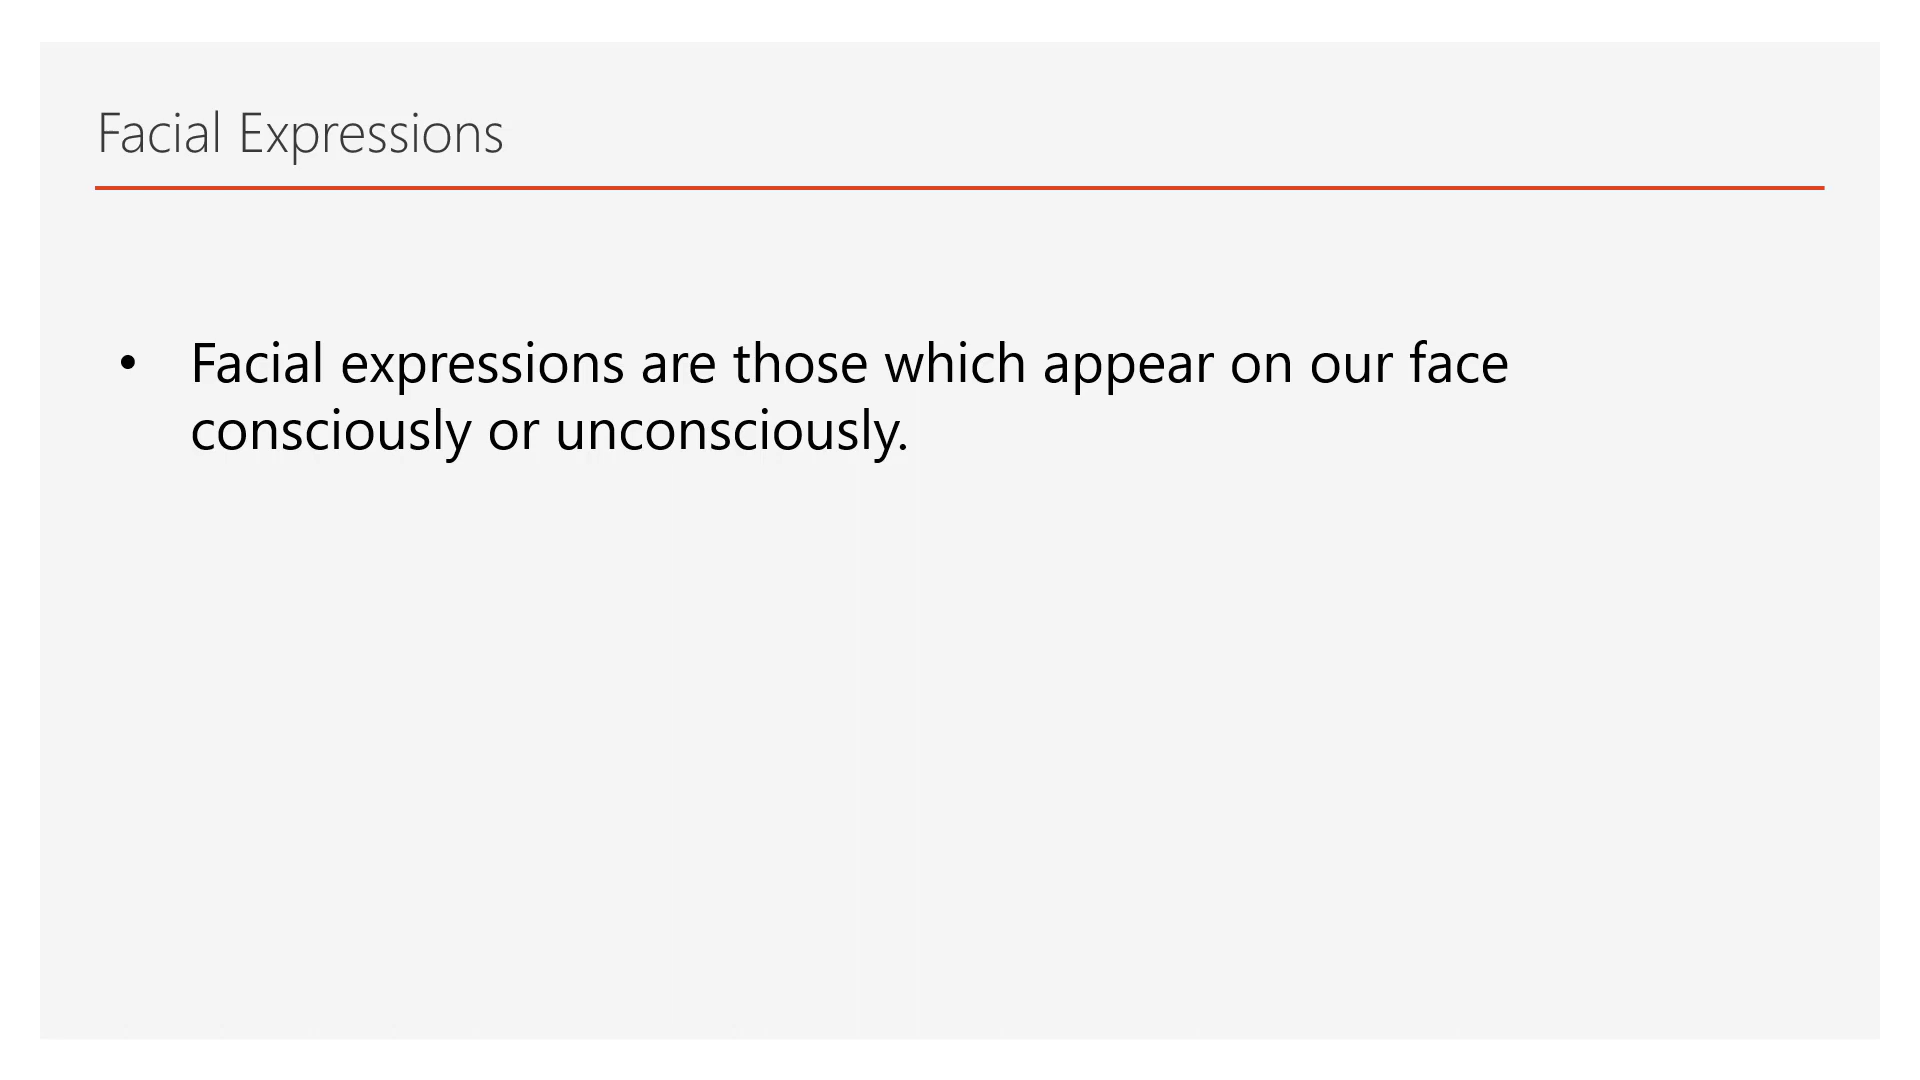 Facial Expressions
• Facial expressions are those which appear on our face
consciously or unconsciously.